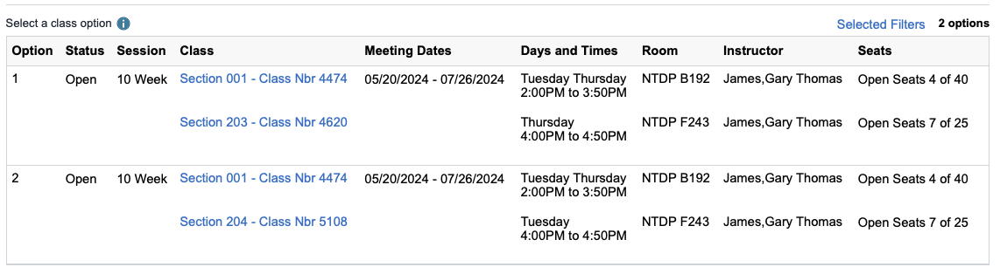 Select a class option
Selected Filters 2 options
Option Status Session Class Meeting Dates Days and Times Room Instructor Seats
1 Open 10 Week Section 001 - Class Nbr 4474 05/20/2024 - 07/26/2024 Tuesday Thursday NTDP B192 James,Gary Thomas Open Seats 4 of 40
2:00PM to 3:50PM
Section 203 - Class Nbr 4620 Thursday NTDP F243 James,Gary Thomas Open Seats 7 of 25
4:00PM to 4:50PM
2 Open 10 Week Section 001 - Class Nbr 4474 05/20/2024 - 07/26/2024 Tuesday Thursday NTDP B192 James,Gary Thomas Open Seats 4 of 40
2:00PM to 3:50PM
Section 204 - Class Nbr 5108 Tuesday NTDP F243 James,Gary Thomas Open Seats 7 of 25
4:00PM to 4:50PM